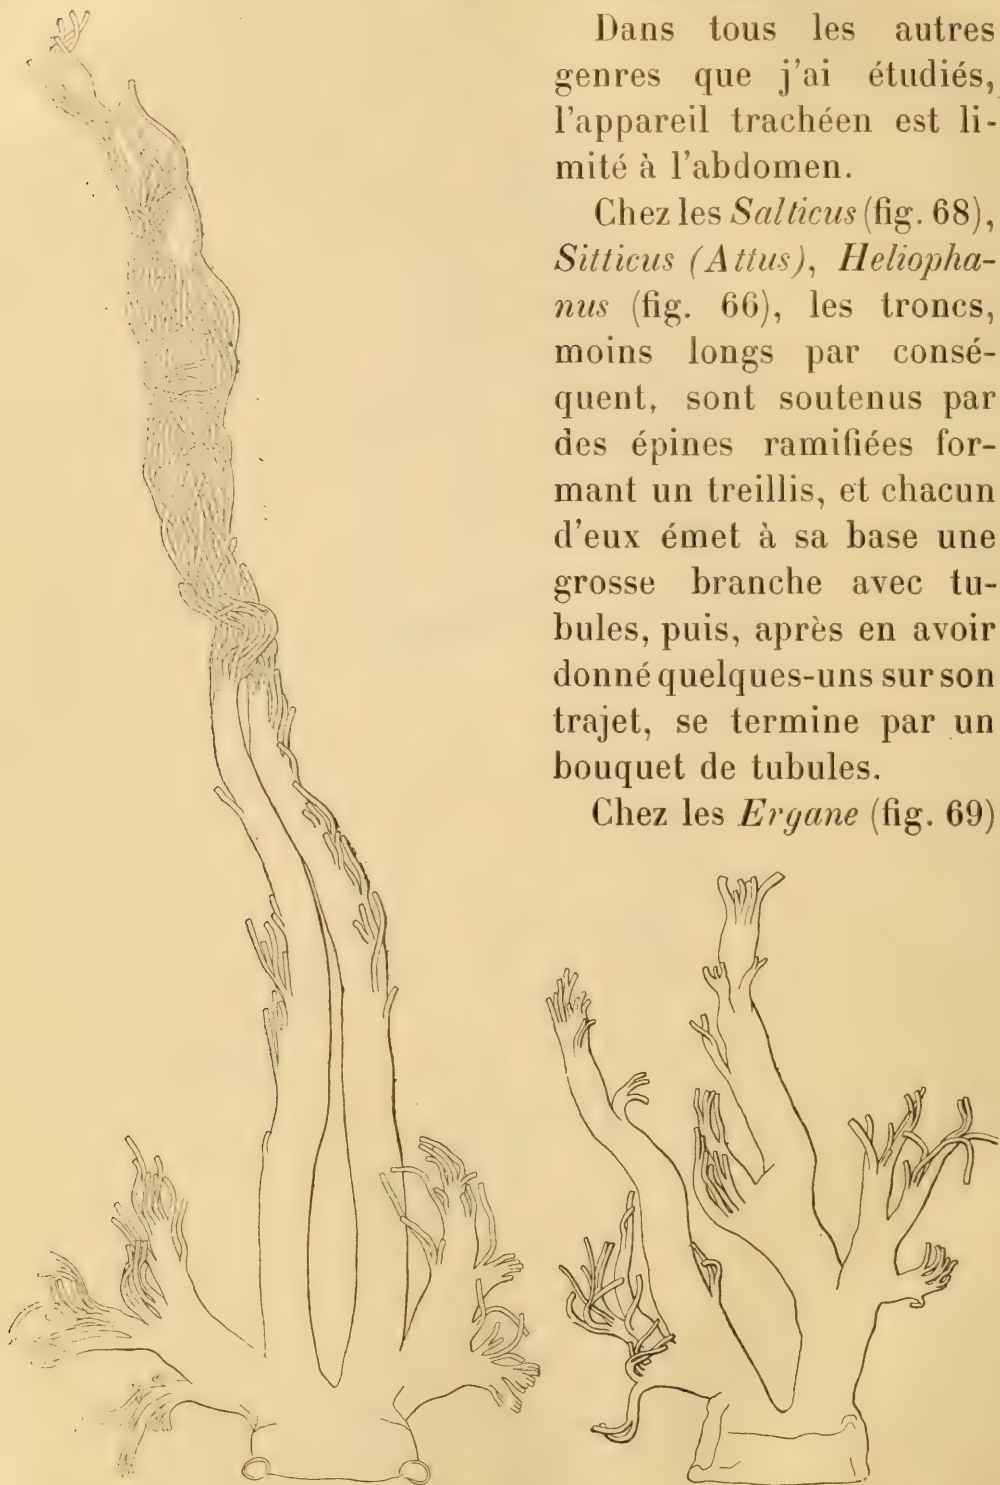 Dans tous les autres
genres que j'ai étudiés,
l'appareil trachéen est li-
mité à l'abdomen.
Chez les Salticus (fig. 68),
Sitticus (Attus), Heliopha-
nus (fig. 66), les troncs,
moins longs par consé-
quent, sont soutenus par
des épines ramifiées for-
mant un treillis, et chacun
d'eux émet à sa base une
grosse branche avec tu-
bules, puis, après en avoir
donné quelques-uns sur son
trajet, se termine par un
bouquet de tubules.
Chez les Ergane (fig. 69)